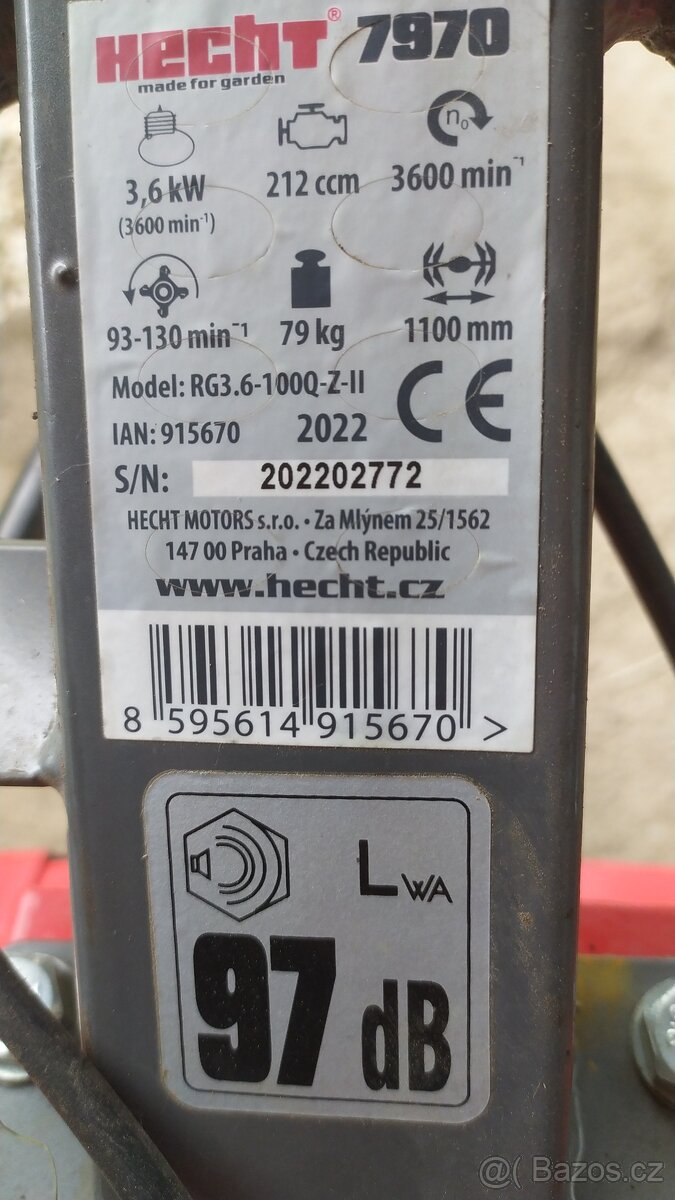 HECHT® 7970
made for garden
n₀
3,6 kW 212 ccm 3600 min⁻¹
(3600 min⁻¹)
93-130 min⁻¹ 79 kg 1100 mm
Model: RG3.6-100Q-Z-II
IAN: 915670 2022 CE
S/N: 202202772
HECHT MOTORS s.r.o. • Za Mlýnem 25/1562
147 00 Praha • Czech Republic
www.hecht.cz
8 595614 915670 >
LWA
97 dB
@( Bazos.cz